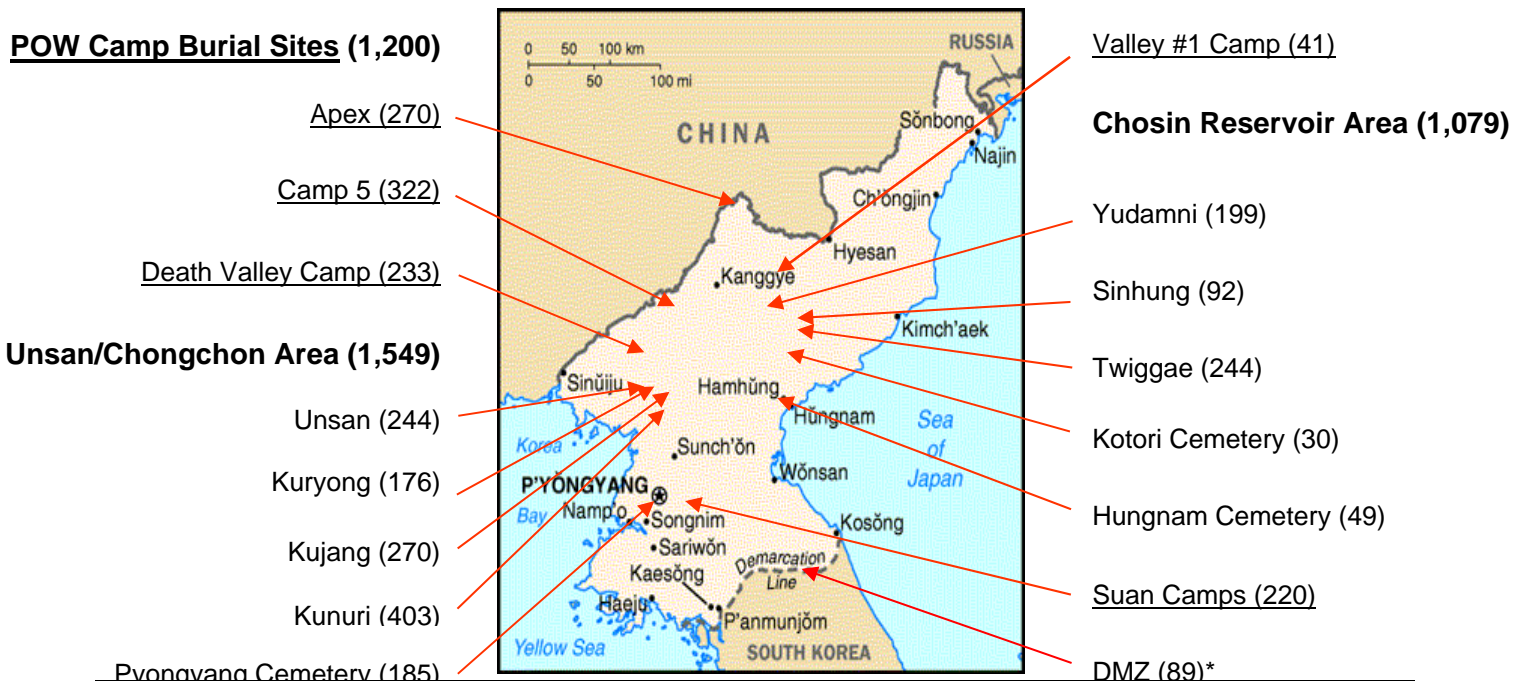 POW Camp Burial Sites (1,200)
Apex (270)
Camp 5 (322)
Death Valley Camp (233)
Unsan/Chongchon Area (1,549)
Unsan (244)
Kuryong (176)
Kujang (270)
Kunuri (403)
Pyongyang Cemetery (185)
0 50 100 km
0 50 100 mi
RUSSIA
CHINA
Sŏnbong
Najin
Ch'ŏngjin
Hyesan
Kanggye
Kimch'aek
Sinŭiju
Hamhŭng
Hŭngnam
Korea
Bay
Sea
of
Japan
Sunch'ŏn
P'YŎNGYANG
Wŏnsan
Namp'o
Songnim
Kosŏng
Sariwŏn
Demarcation
Line
Kaesŏng
Haeju
P'anmunjŏm
Yellow Sea
SOUTH KOREA
Valley #1 Camp (41)
Chosin Reservoir Area (1,079)
Yudamni (199)
Sinhung (92)
Twiggae (244)
Kotori Cemetery (30)
Hungnam Cemetery (49)
Suan Camps (220)
DMZ (89)*